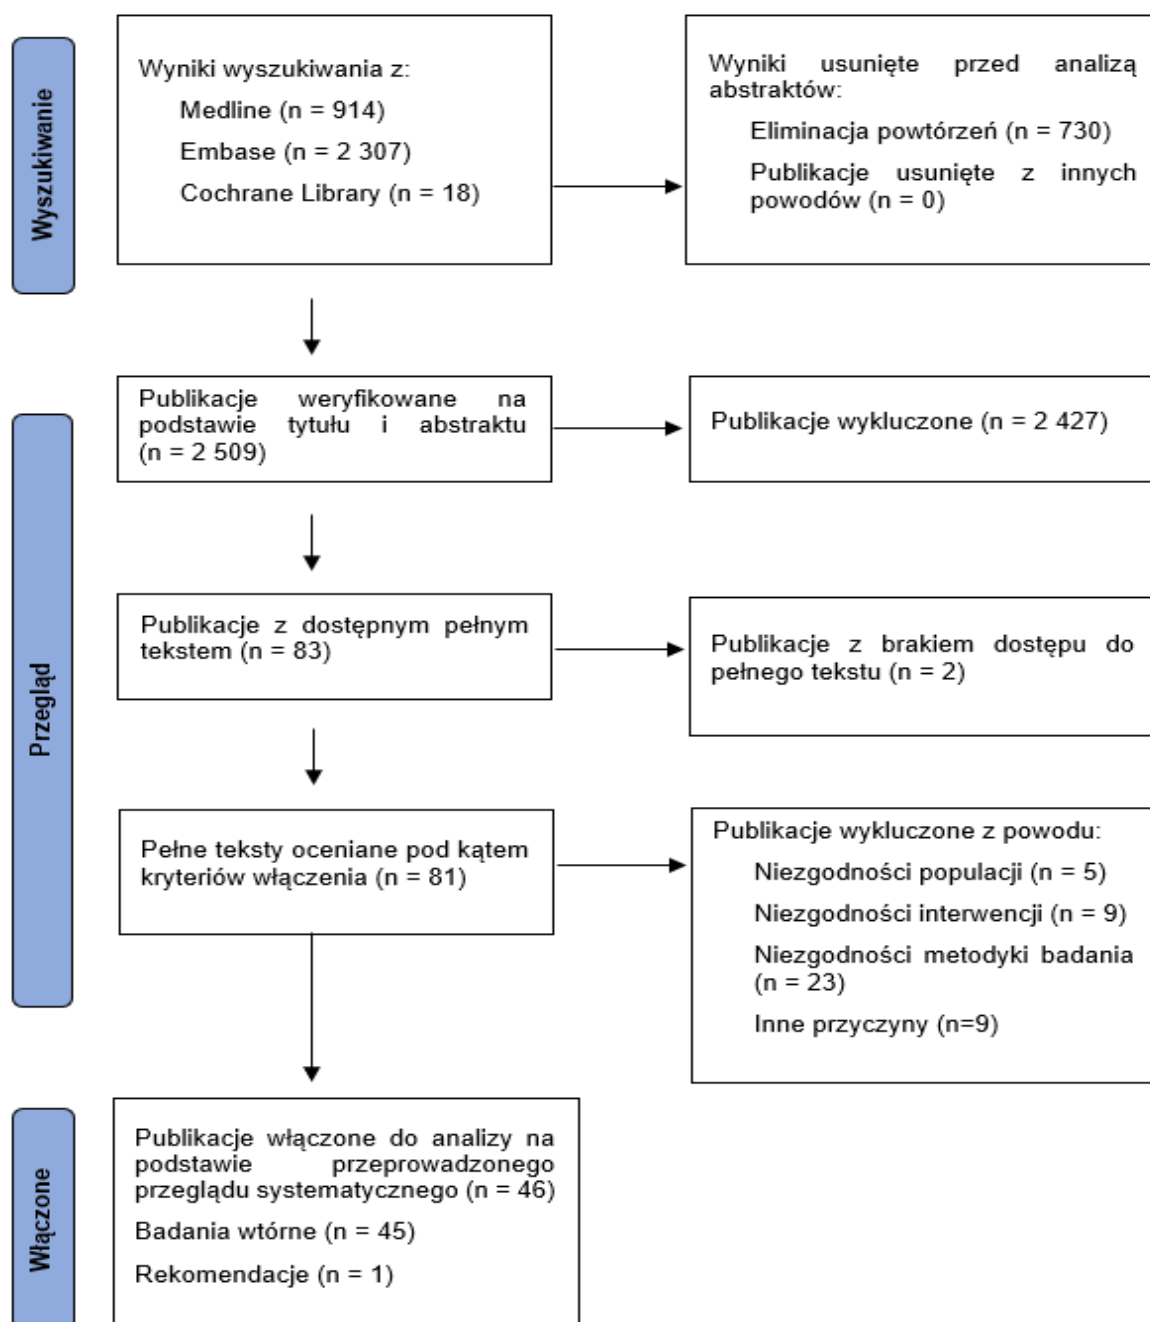 Wyszukiwanie
Wyniki wyszukiwania z:
Medline (n = 914)
Embase (n = 2 307)
Cochrane Library (n = 18)
Wyniki usunięte przed analizą
abstraktów:
Eliminacja powtórzeń (n = 730)
Publikacje usunięte z innych
powodów (n = 0)
Przegląd
Publikacje weryfikowane na
podstawie tytułu i abstraktu
(n = 2 509)
Publikacje wykluczone (n = 2 427)
Publikacje z dostępnym pełnym
tekstem (n = 83)
Publikacje z brakiem dostępu do
pełnego tekstu (n = 2)
Pełne teksty oceniane pod kątem
kryteriów włączenia (n = 81)
Publikacje wykluczone z powodu:
Niezgodności populacji (n = 5)
Niezgodności interwencji (n = 9)
Niezgodności metodyki badania
(n = 23)
Inne przyczyny (n=9)
Włączone
Publikacje włączone do analizy na
podstawie przeprowadzonego
przeglądu systematycznego (n = 46)
Badania wtórne (n = 45)
Rekomendacje (n = 1)